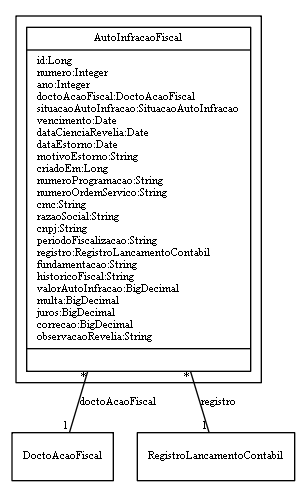 AutoInfracaoFiscal
id:Long
numero:Integer
ano:Integer
doctoAcaoFiscal:DoctoAcaoFiscal
situacaoAutoInfracao:SituacaoAutoInfracao
vencimento:Date
dataCienciaRevelia:Date
dataEstorno:Date
motivoEstorno:String
criadoEm:Long
numeroProgramacao:String
numeroOrdemServico:String
cmc:String
razaoSocial:String
cnpj:String
periodoFiscalizacao:String
registro:RegistroLancamentoContabil
fundamentacao:String
historicoFiscal:String
valorAutoInfracao:BigDecimal
multa:BigDecimal
juros:BigDecimal
correcao:BigDecimal
observacaoRevelia:String
* *
doctoAcaoFiscal registro
1 1
DoctoAcaoFiscal RegistroLancamentoContabil